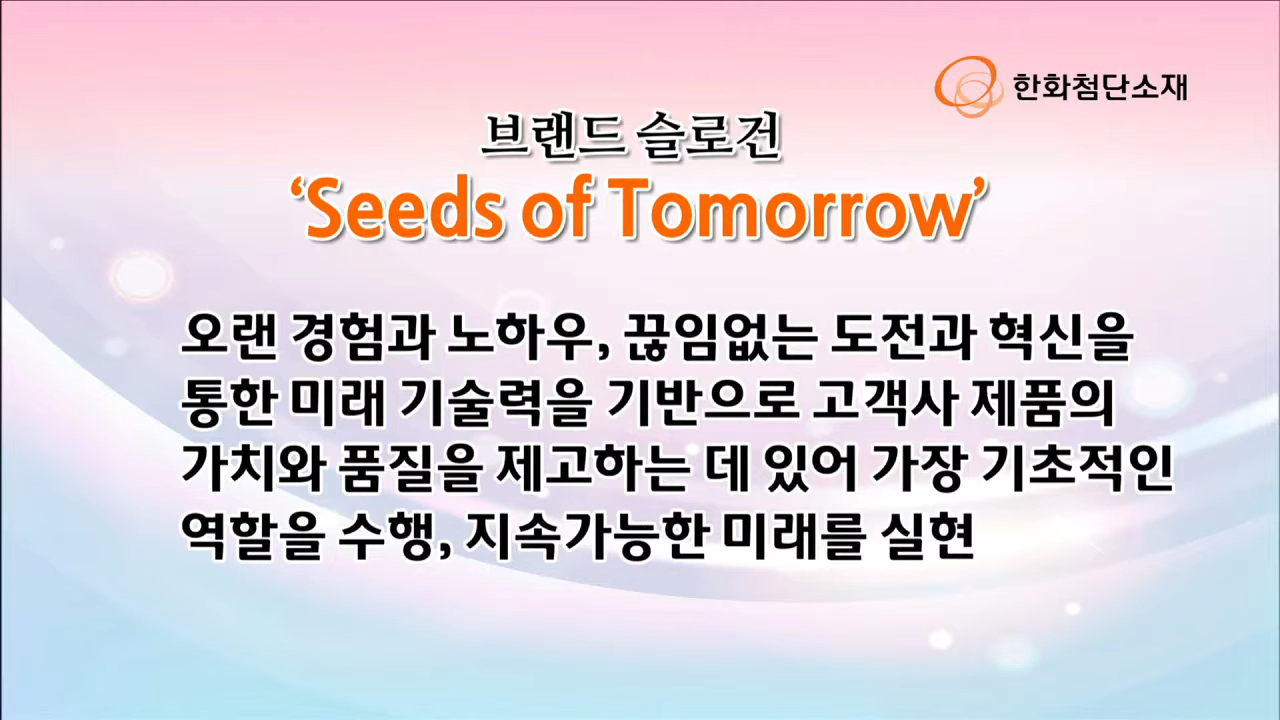 한화첨단소재
브랜드 슬로건
‘Seeds of Tomorrow’
오랜 경험과 노하우, 끊임없는 도전과 혁신을
통한 미래 기술력을 기반으로 고객사 제품의
가치와 품질을 제고하는 데 있어 가장 기초적인
역할을 수행, 지속가능한 미래를 실현